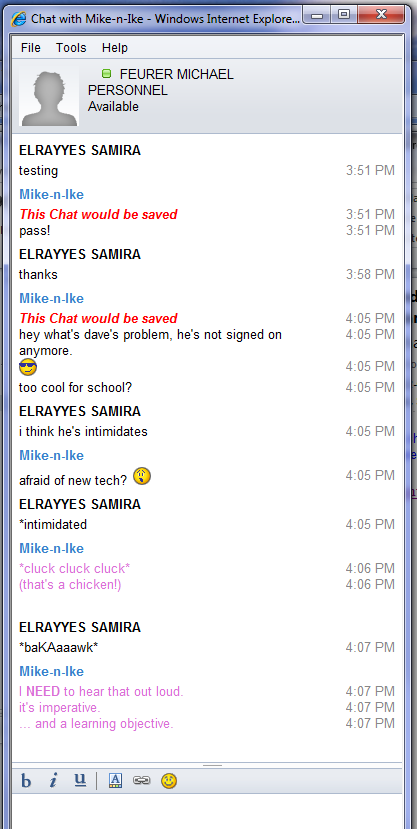 Chat with Mike-n-Ike - Windows Internet Explore...
File Tools Help
FEURER MICHAEL
PERSONNEL
Available
ELRAYYES SAMIRA
testing 3:51 PM
Mike-n-Ike
This Chat would be saved 3:51 PM
pass! 3:51 PM
ELRAYYES SAMIRA
thanks 3:58 PM
Mike-n-Ike
This Chat would be saved 4:05 PM
hey what's dave's problem, he's not signed on 4:05 PM
anymore.
4:05 PM
too cool for school? 4:05 PM
ELRAYYES SAMIRA
i think he's intimidates 4:05 PM
Mike-n-Ike
afraid of new tech? 4:05 PM
ELRAYYES SAMIRA
*intimidated 4:05 PM
Mike-n-Ike
*cluck cluck cluck* 4:06 PM
(that's a chicken!) 4:06 PM
ELRAYYES SAMIRA
*baKAaaawk* 4:07 PM
Mike-n-Ike
I NEED to hear that out loud. 4:07 PM
it's imperative. 4:07 PM
... and a learning objective. 4:07 PM
b i u A